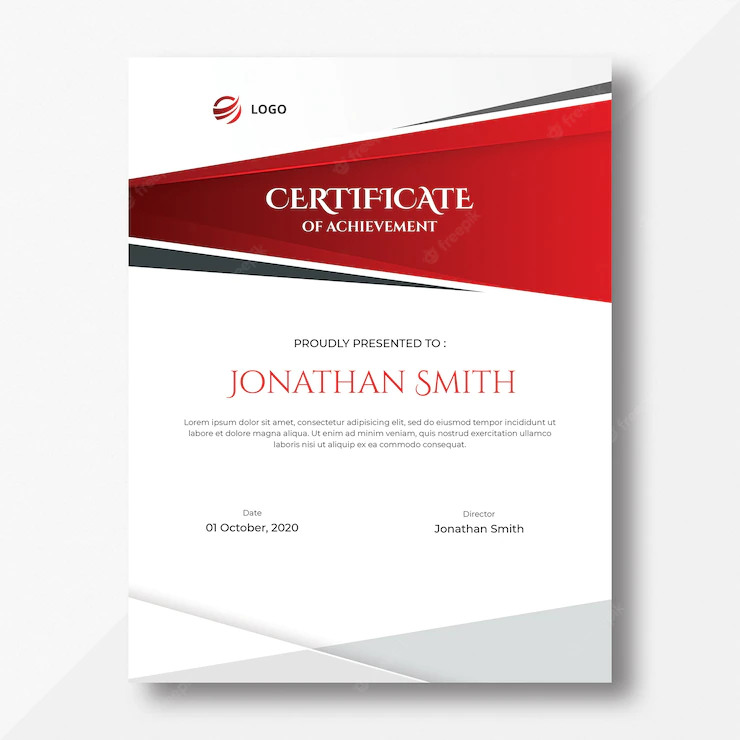 LOGO
CERTIFICATE
OF ACHIEVEMENT
PROUDLY PRESENTED TO :
JONATHAN SMITH
Lorem ipsum dolor sit amet, consectetur adipisicing elit, sed do eiusmod tempor incididunt ut
labore et dolore magna aliqua. Ut enim ad minim veniam, quis nostrud exercitation ullamco
laboris nisi ut aliquip ex ea commodo consequat.
Date
01 October, 2020
Director
Jonathan Smith
freepik